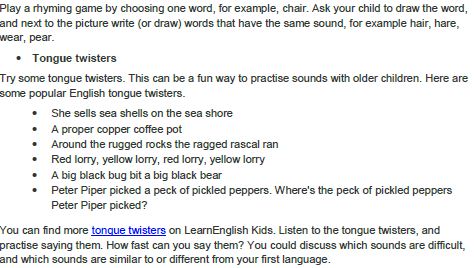 Play a rhyming game by choosing one word, for example, chair. Ask your child to draw the word,
and next to the picture write (or draw) words that have the same sound, for example hair, hare,
wear, pear.
• Tongue twisters
Try some tongue twisters. This can be a fun way to practise sounds with older children. Here are
some popular English tongue twisters.
• She sells sea shells on the sea shore
• A proper copper coffee pot
• Around the rugged rocks the ragged rascal ran
• Red lorry, yellow lorry, red lorry, yellow lorry
• A big black bug bit a big black bear
• Peter Piper picked a peck of pickled peppers. Where's the peck of pickled peppers
Peter Piper picked?
You can find more tongue twisters on LearnEnglish Kids. Listen to the tongue twisters, and
practise saying them. How fast can you say them? You could discuss which sounds are difficult,
and which sounds are similar to or different from your first language.